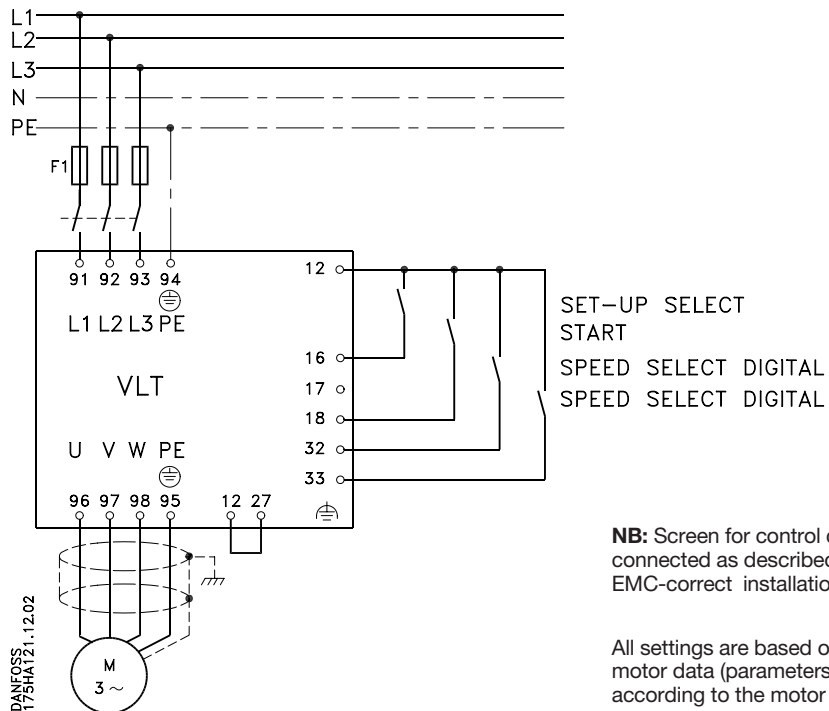 L1
L2
L3
N
PE
F1
91 92 93 94
L1 L2 L3 PE
VLT
U V W PE
96 97 98 95
12 27
12
16
17
18
32
33
SET-UP SELECT
START
SPEED SELECT DIGITAL
SPEED SELECT DIGITAL
M
3 ~
DANFOSS
175HA121.12.02
NB: Screen for control
connected as described
EMC-correct installatio
All settings are based o
motor data (parameters
according to the motor